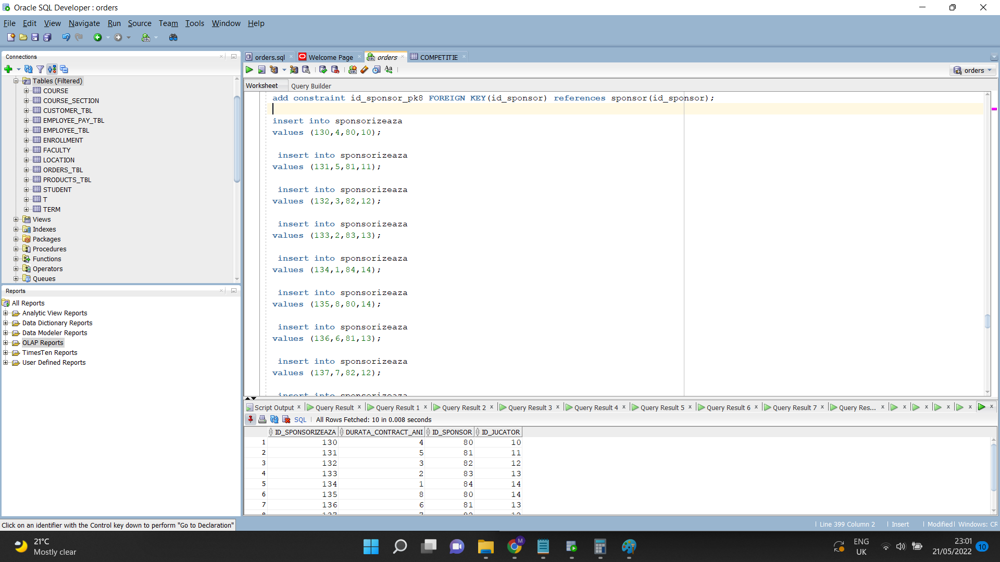 Oracle SQL Developer : orders
File Edit View Navigate Run Source Team Tools Window Help
Connections
Tables (Filtered)
COURSE
COURSE_SECTION
CUSTOMER_TBL
EMPLOYEE_PAY_TBL
EMPLOYEE_TBL
ENROLLMENT
FACULTY
LOCATION
ORDERS_TBL
PRODUCTS_TBL
STUDENT
T
TERM
Views
Indexes
Packages
Procedures
Functions
Operators
Queues
Reports
All Reports
Analytic View Reports
Data Dictionary Reports
Data Modeler Reports
OLAP Reports
TimesTen Reports
User Defined Reports
orders.sql Welcome Page orders COMPETITIE
orders
Worksheet Query Builder
add constraint id_sponsor_pk8 FOREIGN KEY(id_sponsor) references sponsor(id_sponsor);
insert into sponsorizeaza
values (130,4,80,10);
insert into sponsorizeaza
values (131,5,81,11);
insert into sponsorizeaza
values (132,3,82,12);
insert into sponsorizeaza
values (133,2,83,13);
insert into sponsorizeaza
values (134,1,84,14);
insert into sponsorizeaza
values (135,8,80,14);
insert into sponsorizeaza
values (136,6,81,13);
insert into sponsorizeaza
values (137,7,82,12);
insert into sponsorizeaza
Script Output Query Result Query Result 1 Query Result 2 Query Result 3 Query Result 4 Query Result 5 Query Result 6 Query Result 7 Query Res...
SQL All Rows Fetched: 10 in 0.008 seconds
ID_SPONSORIZEAZA DURATA_CONTRACT_ANI ID_SPONSOR ID_JUCATOR
1 130 4 80 10
2 131 5 81 11
3 132 3 82 12
4 133 2 83 13
5 134 1 84 14
6 135 8 80 14
7 136 6 81 13
8 137 7 82 12
Click on an identifier with the Control key down to perform "Go to Declaration"
Line 399 Column 2 Insert Modified Windows: CR
21°C
Mostly clear
M
ENG
UK
23:01
21/05/2022
10